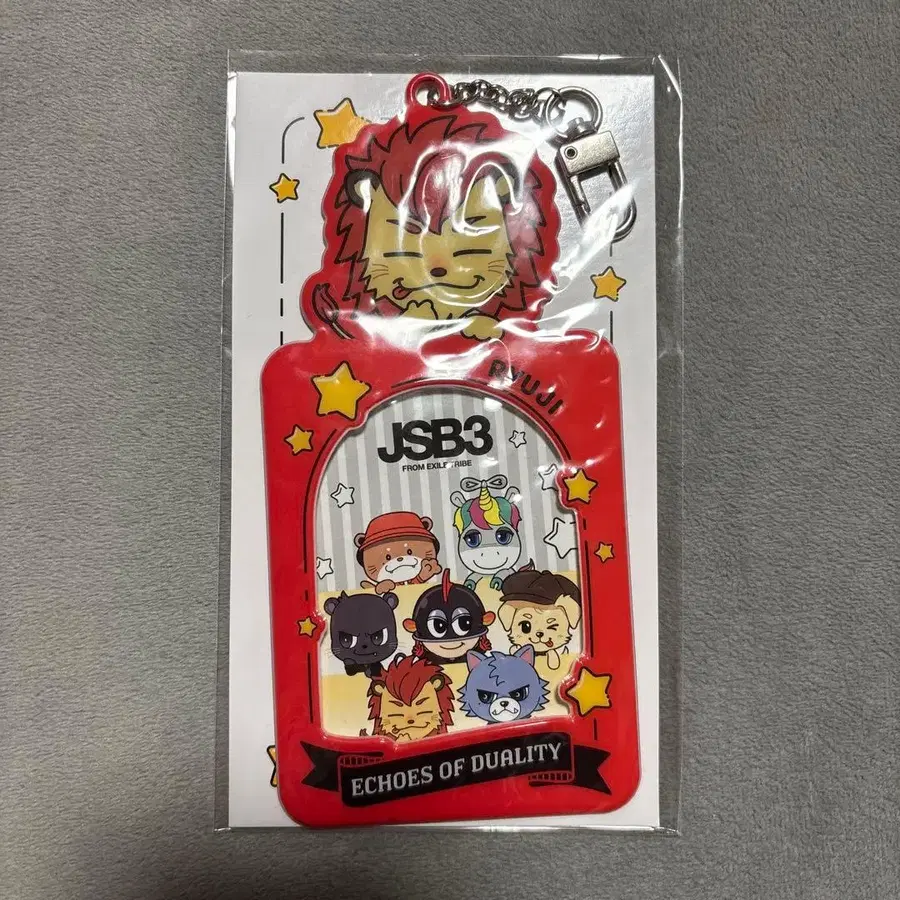 RYUJI
JSB3
FROM EXILE TRIBE
ECHOES OF DUALITY